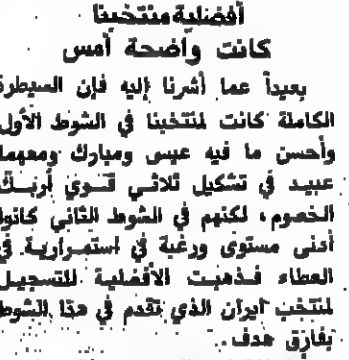 أفضلية منتخبنا
كانت واضحة أمس
بعيداً عما أشرنا إليه فإن السيطرة
الكاملة كانت لمنتخبنا في الشوط الأول
وأحسن ما فيه عبس ومبارك ومعهما
عبيد في تشكيل ثلاثي قوي أربك
الخصوم، لكنهم في الشوط الثاني كانوا
أدنى مستوى ورغبة في استمرارية في
العطاء فذهبت الأفضلية للتسجيل
لمنتخب ايران الذي تقدم في هذا الشوط
بفارق هدف.